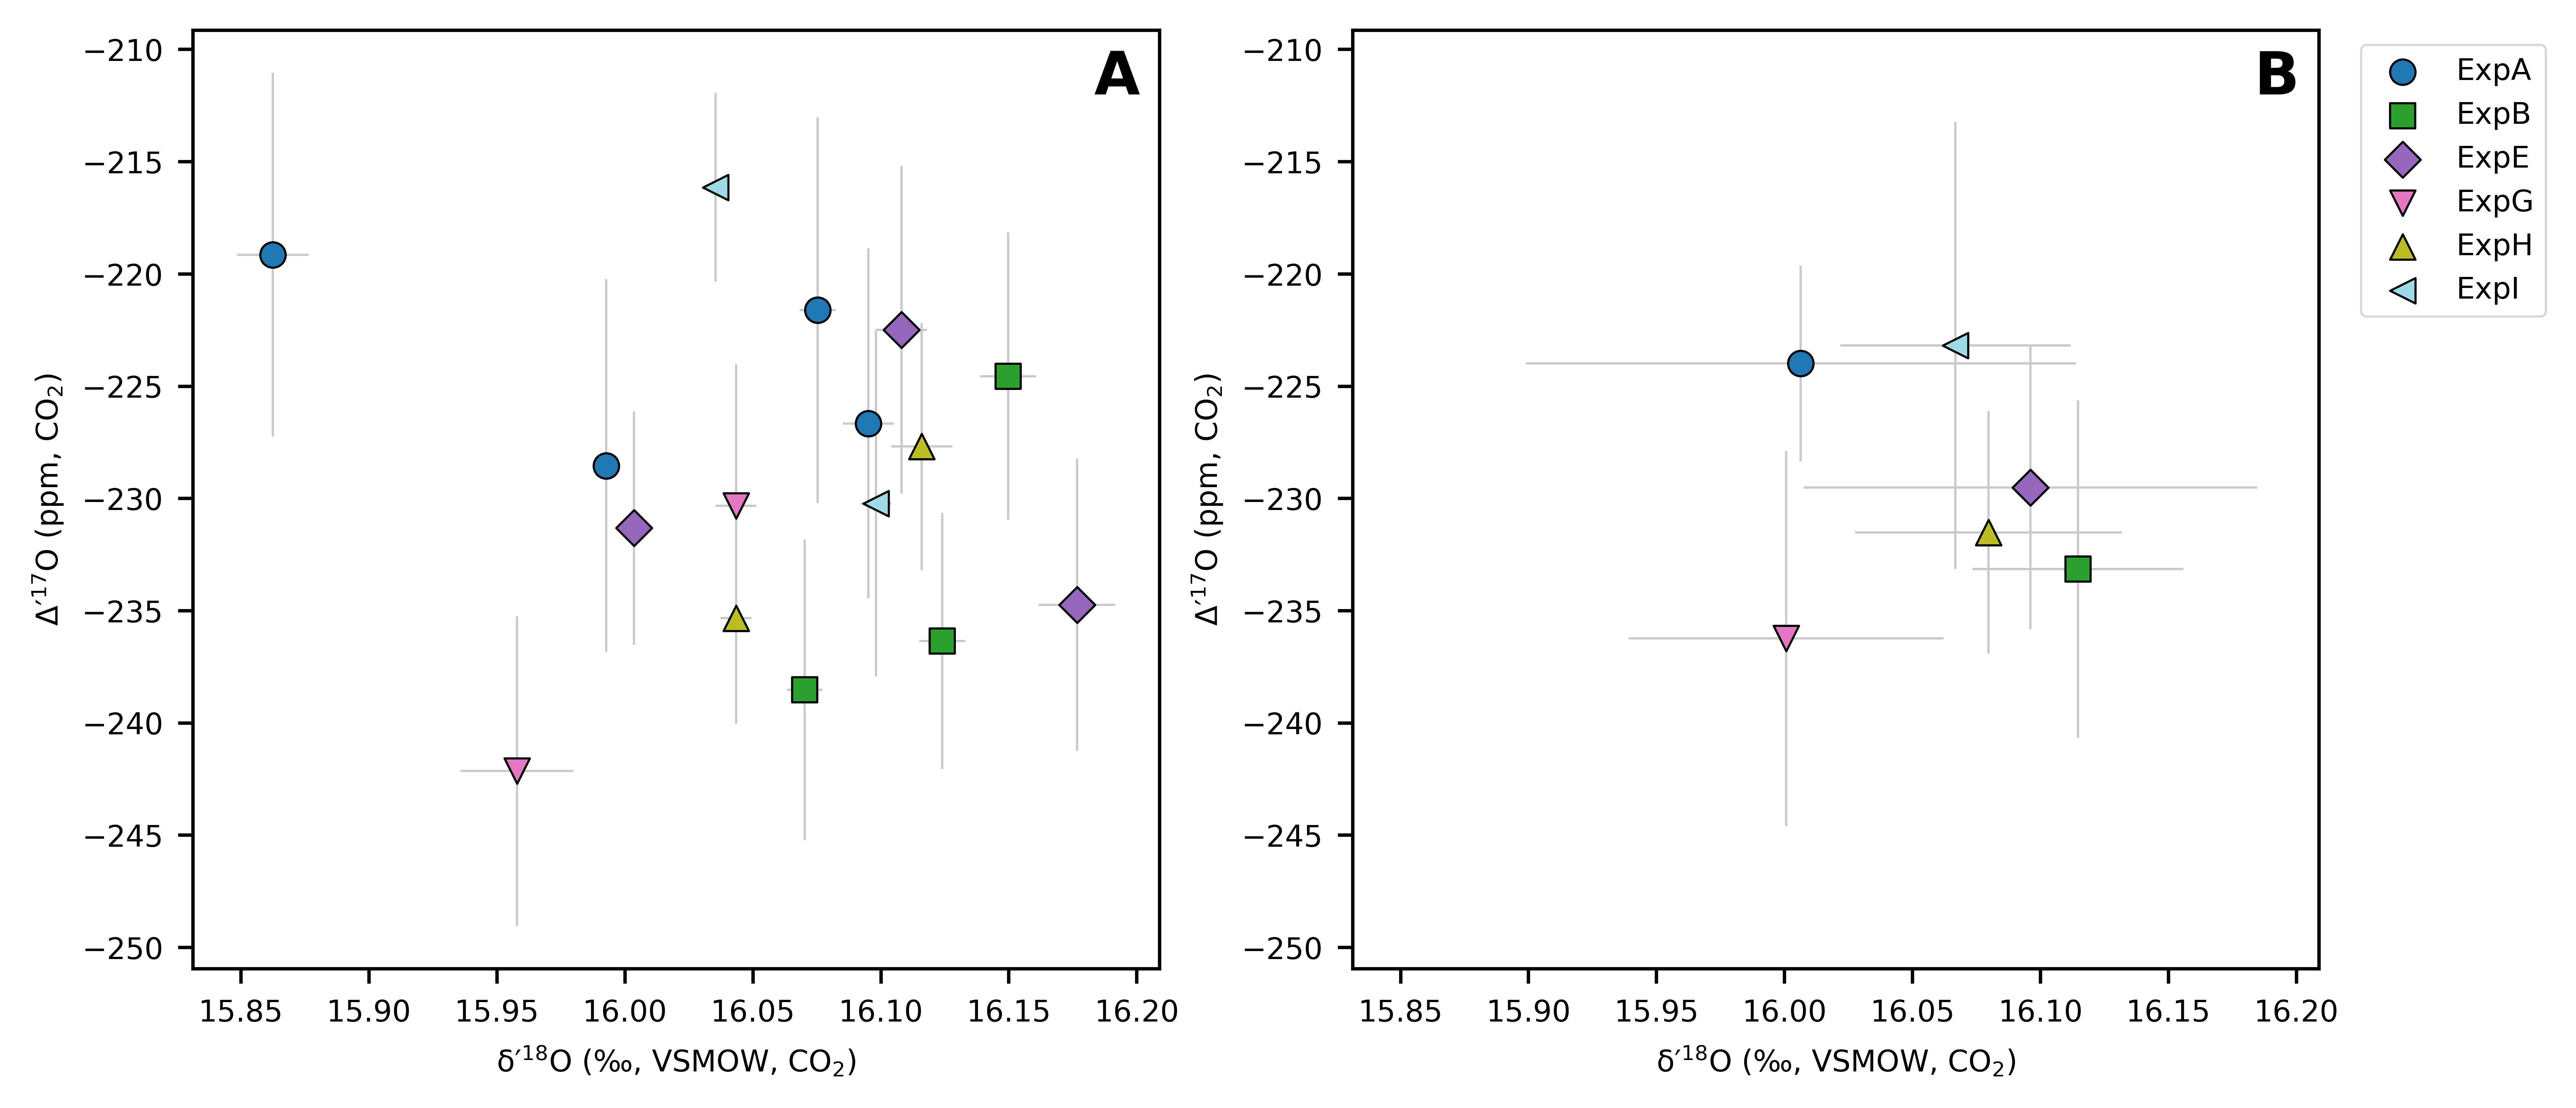 A
−210
−215
−220
−225
−230
−235
−240
−245
−250
Δ′¹⁷O (ppm, CO₂)
15.85 15.90 15.95 16.00 16.05 16.10 16.15 16.20
δ′¹⁸O (‰, VSMOW, CO₂)
B
−210
−215
−220
−225
−230
−235
−240
−245
−250
Δ′¹⁷O (ppm, CO₂)
15.85 15.90 15.95 16.00 16.05 16.10 16.15 16.20
δ′¹⁸O (‰, VSMOW, CO₂)
ExpA
ExpB
ExpE
ExpG
ExpH
ExpI